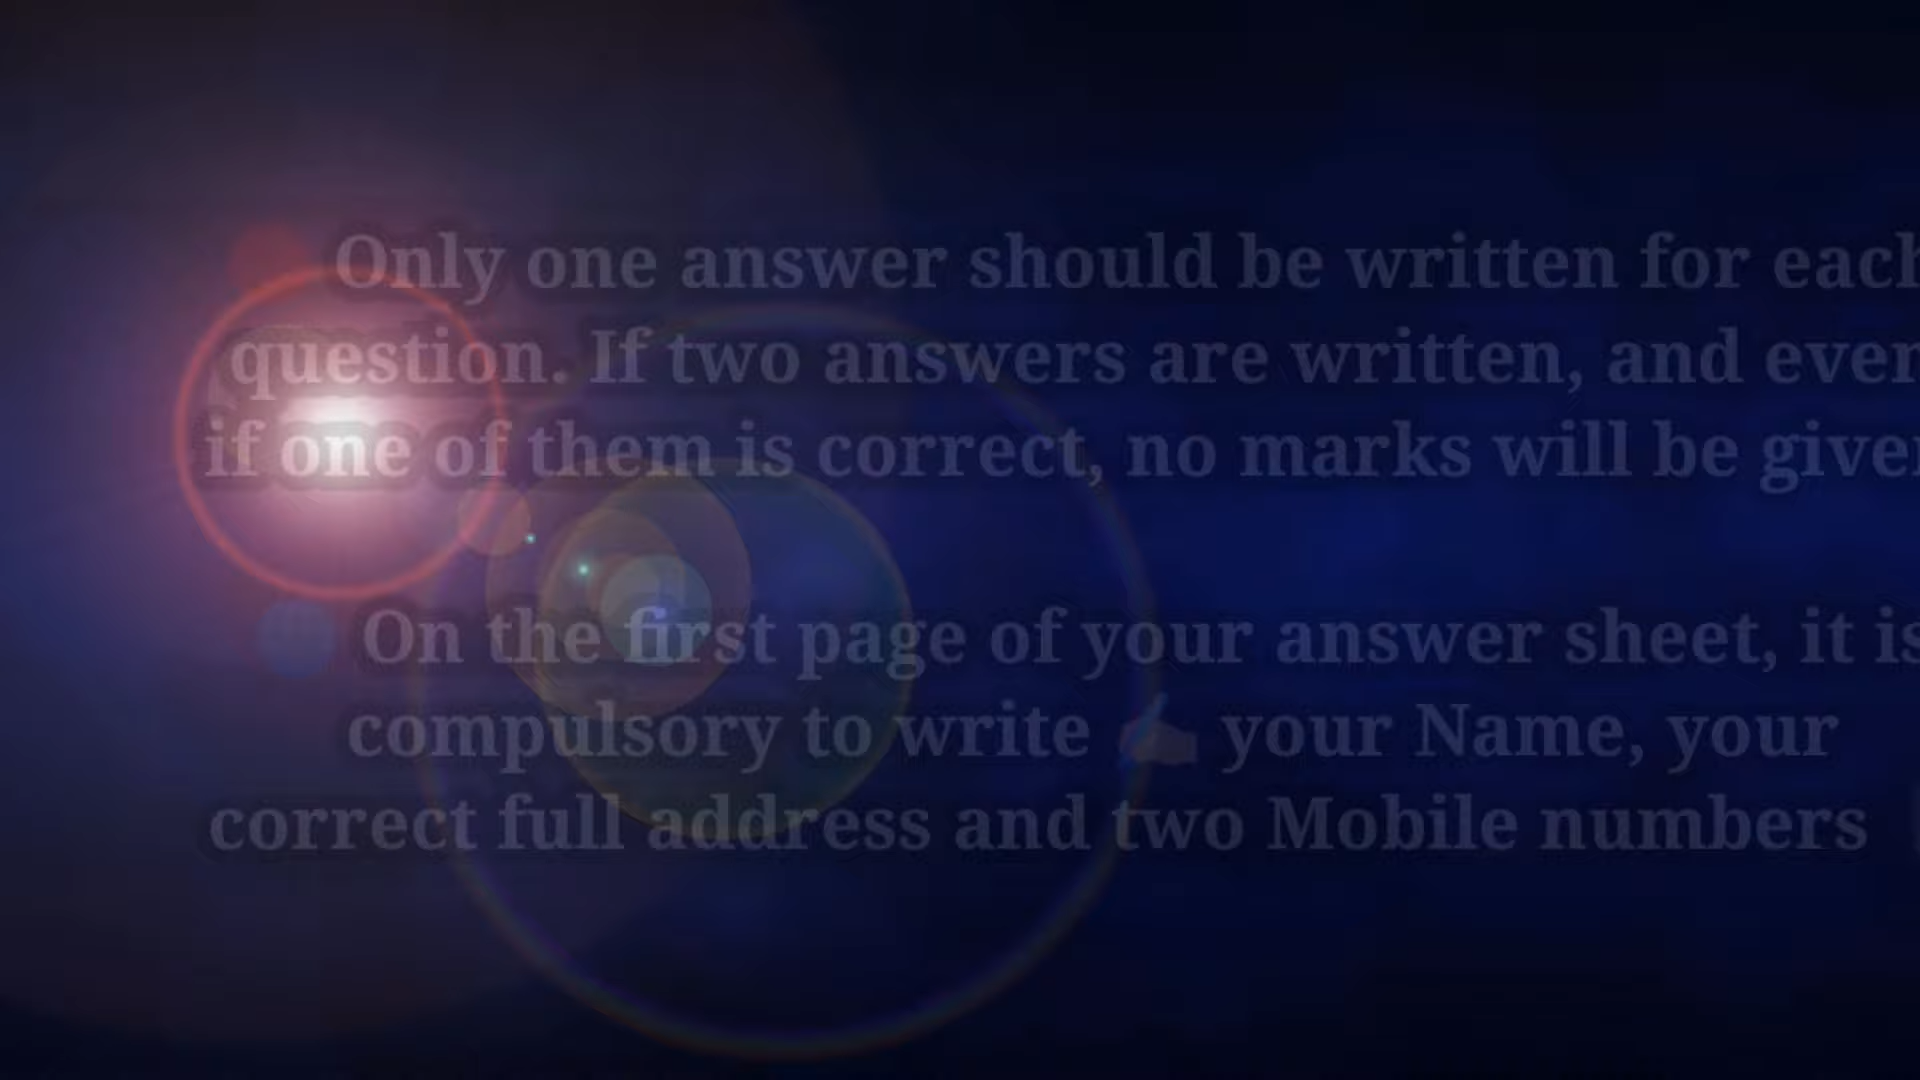 Only one answer should be written for each
question. If two answers are written, and even
if one of them is correct, no marks will be given
On the first page of your answer sheet, it is
compulsory to write your Name, your
correct full address and two Mobile numbers